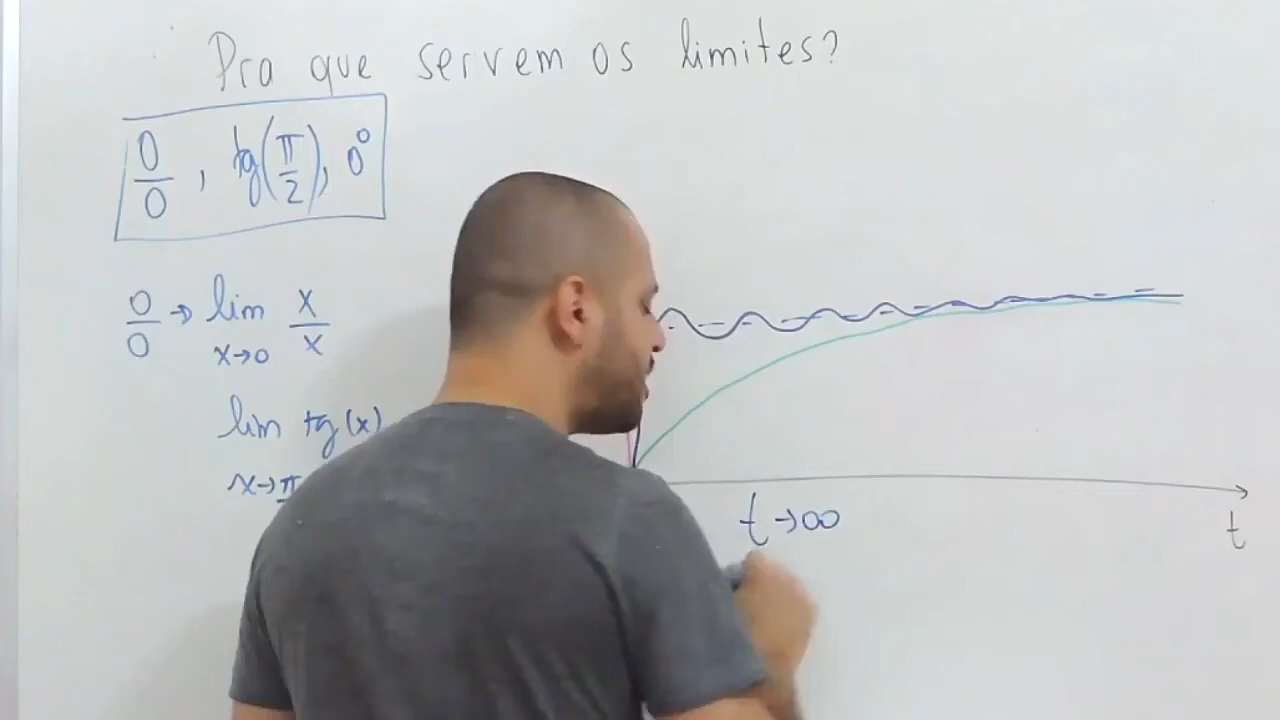 Pra que servem os limites?
0/0 , tg(π/2), 0⁰
0/0 → lim x→0 x/x
lim x→π tg(x)
t→∞
t